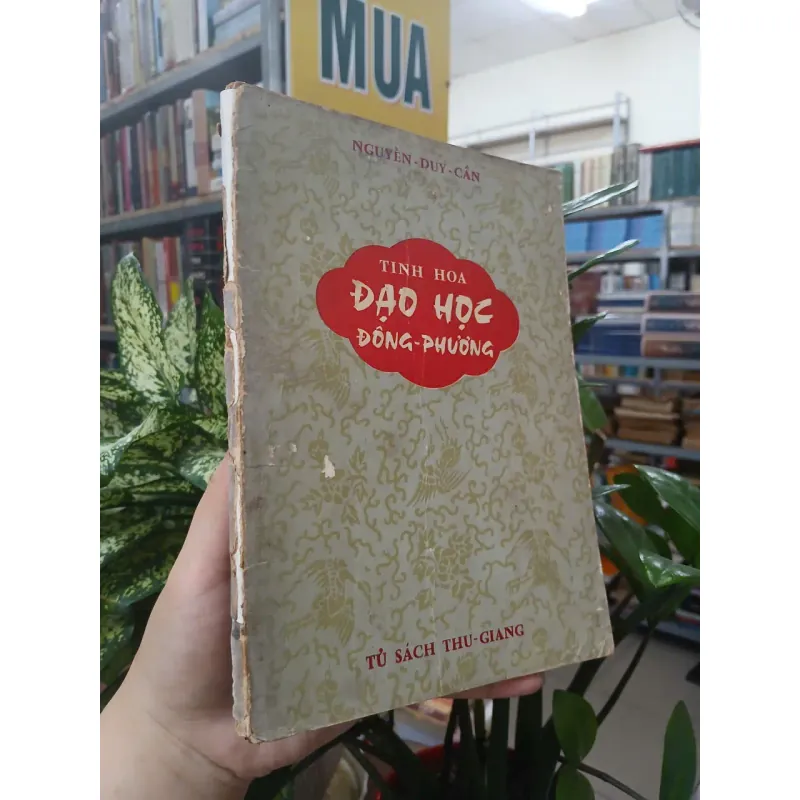 MUA
NGUYỄN-DUY-CẦN
TINH HOA
ĐẠO HỌC
ĐÔNG-PHƯƠNG
TỦ SÁCH THU-GIANG